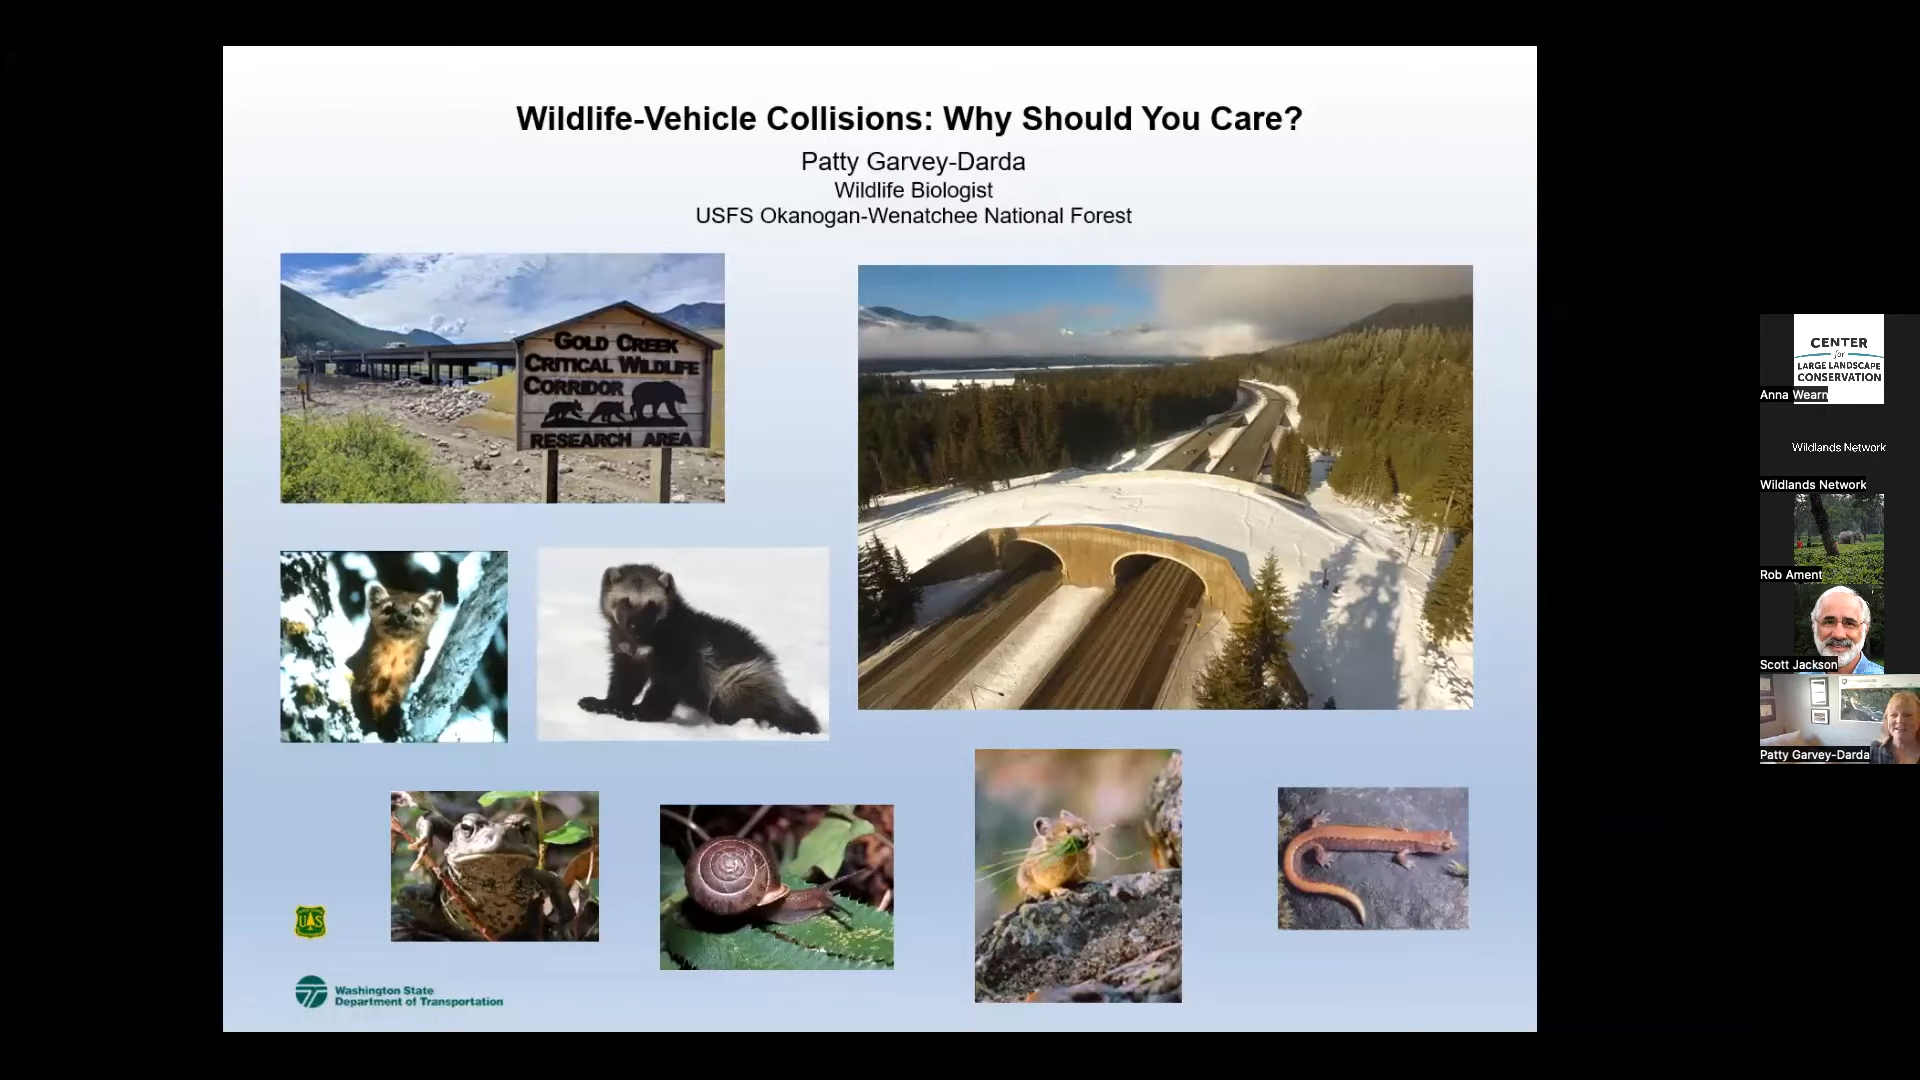 Wildlife-Vehicle Collisions: Why Should You Care?
Patty Garvey-Darda
Wildlife Biologist
USFS Okanogan-Wenatchee National Forest
GOLD CREEK
CRITICAL WILDLIFE
CORRIDOR
RESEARCH AREA
US
Washington State
Department of Transportation
CENTER
for
LARGE LANDSCAPE
CONSERVATION
Anna Wearn
Wildlands Network
Wildlands Network
Rob Ament
Scott Jackson
Patty Garvey-Darda